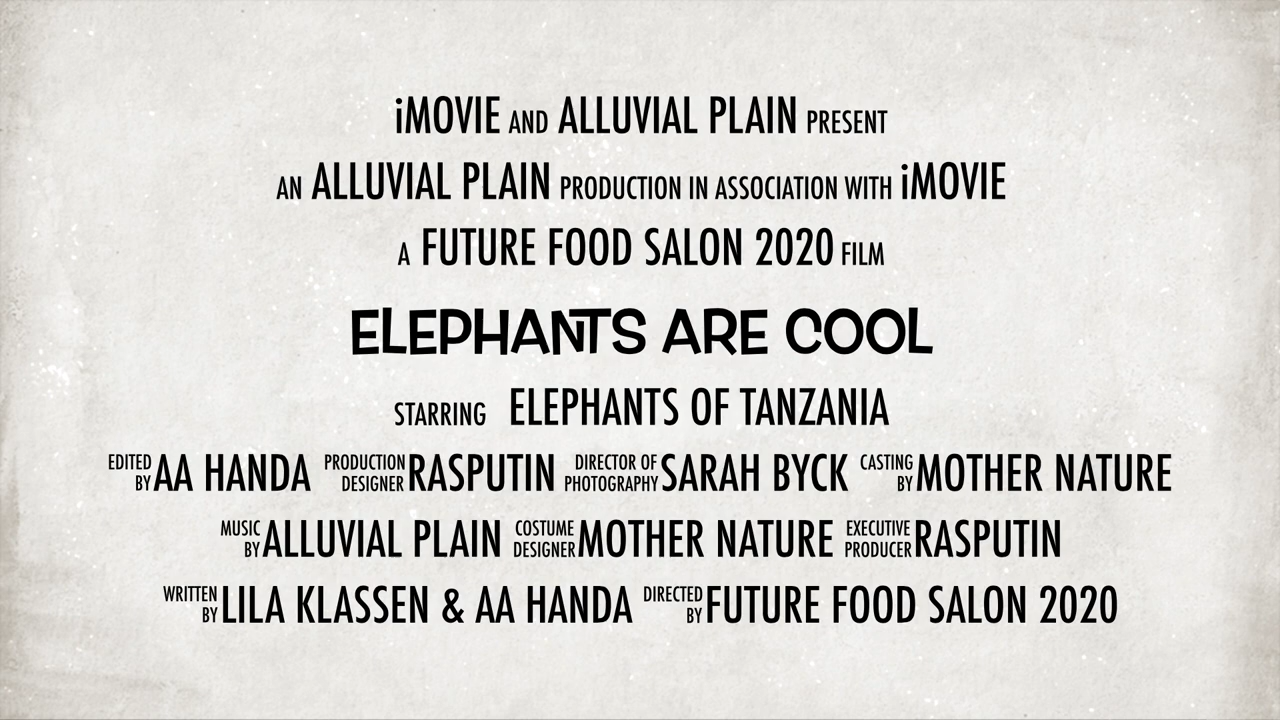 iMOVIE AND ALLUVIAL PLAIN PRESENT
AN ALLUVIAL PLAIN PRODUCTION IN ASSOCIATION WITH iMOVIE
A FUTURE FOOD SALON 2020 FILM
ELEPHANTS ARE COOL
STARRING ELEPHANTS OF TANZANIA
EDITED BY AA HANDA PRODUCTION DESIGNER RASPUTIN DIRECTOR OF PHOTOGRAPHY SARAH BYCK CASTING BY MOTHER NATURE
MUSIC BY ALLUVIAL PLAIN COSTUME DESIGNER MOTHER NATURE EXECUTIVE PRODUCER RASPUTIN
WRITTEN BY LILA KLASSEN & AA HANDA DIRECTED BY FUTURE FOOD SALON 2020